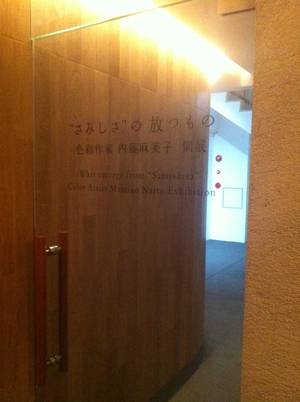 "さみしさ"の 放つもの
色彩作家 内藤麻美子 個展
What emerge from "Samishisa"
Color Artist Mamiko Naito Exhibition